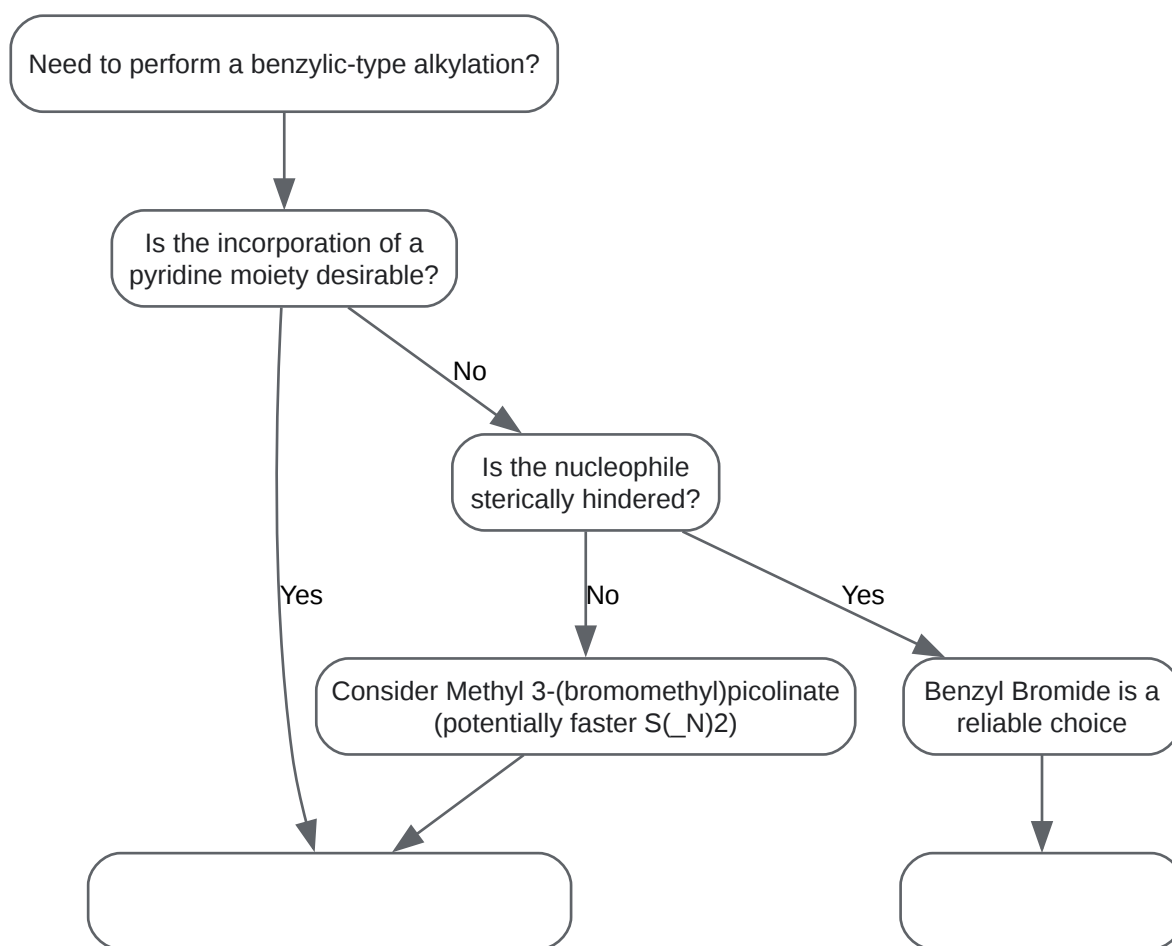 Need to perform a benzylic-type alkylation?
Is the incorporation of a
pyridine moiety desirable?
No
Is the nucleophile
sterically hindered?
Yes
No
Yes
Consider Methyl 3-(bromomethyl)picolinate
(potentially faster S(_N)2)
Benzyl Bromide is a
reliable choice